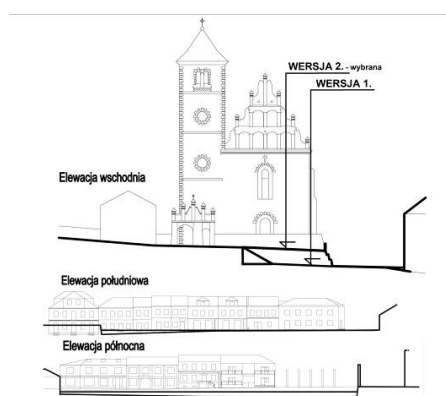 WERSJA 2. - wybrana
WERSJA 1.
Elewacja wschodnia
Elewacja południowa
Elewacja północna